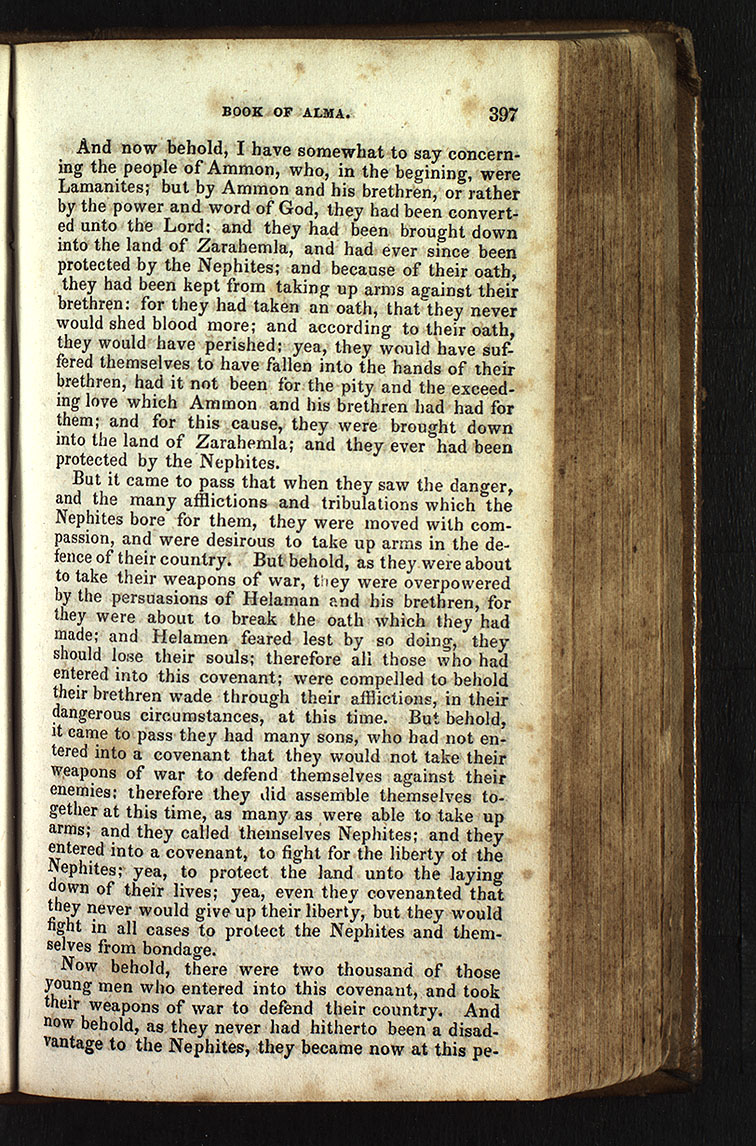 BOOK OF ALMA. 397
And now behold, I have somewhat to say concern-
ing the people of Ammon, who, in the begining, were
Lamanites; but by Ammon and his brethren, or rather
by the power and word of God, they had been convert-
ed unto the Lord: and they had been brought down
into the land of Zarahemla, and had ever since been
protected by the Nephites; and because of their oath,
they had been kept from taking up arms against their
brethren: for they had taken an oath, that they never
would shed blood more; and according to their oath,
they would have perished; yea, they would have suf-
fered themselves to have fallen into the hands of their
brethren, had it not been for the pity and the exceed-
ing love which Ammon and his brethren had had for
them; and for this cause, they were brought down
into the land of Zarahemla; and they ever had been
protected by the Nephites.
But it came to pass that when they saw the danger,
and the many afflictions and tribulations which the
Nephites bore for them, they were moved with com-
passion, and were desirous to take up arms in the de-
fence of their country. But behold, as they were about
to take their weapons of war, they were overpowered
by the persuasions of Helaman and his brethren, for
they were about to break the oath which they had
made; and Helamen feared lest by so doing, they
should lose their souls; therefore all those who had
entered into this covenant; were compelled to behold
their brethren wade through their afflictions, in their
dangerous circumstances, at this time. But behold,
it came to pass they had many sons, who had not en-
tered into a covenant that they would not take their
weapons of war to defend themselves against their
enemies: therefore they did assemble themselves to-
gether at this time, as many as were able to take up
arms; and they called themselves Nephites; and they
entered into a covenant, to fight for the liberty of the
Nephites; yea, to protect the land unto the laying
down of their lives; yea, even they covenanted that
they never would give up their liberty, but they would
fight in all cases to protect the Nephites and them-
selves from bondage.
Now behold, there were two thousand of those
young men who entered into this covenant, and took
their weapons of war to defend their country. And
now behold, as they never had hitherto been a disad-
vantage to the Nephites, they became now at this pe-